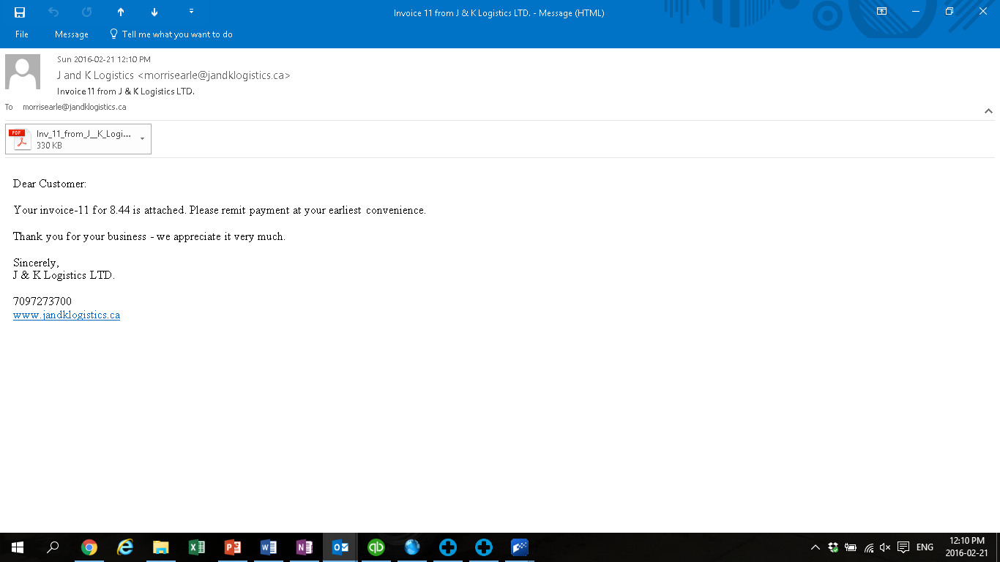 Invoice 11 from J & K Logistics LTD. - Message (HTML)
File Message Tell me what you want to do
Sun 2016-02-21 12:10 PM
J and K Logistics <morrisearle@jandklogistics.ca>
Invoice 11 from J & K Logistics LTD.
To morrisearle@jandklogistics.ca
PDF
Inv_11_from_J__K_Logi...
330 KB
Dear Customer:
Your invoice-11 for 8.44 is attached. Please remit payment at your earliest convenience.
Thank you for your business - we appreciate it very much.
Sincerely,
J & K Logistics LTD.
7097273700
www.jandklogistics.ca
ENG
12:10 PM
2016-02-21